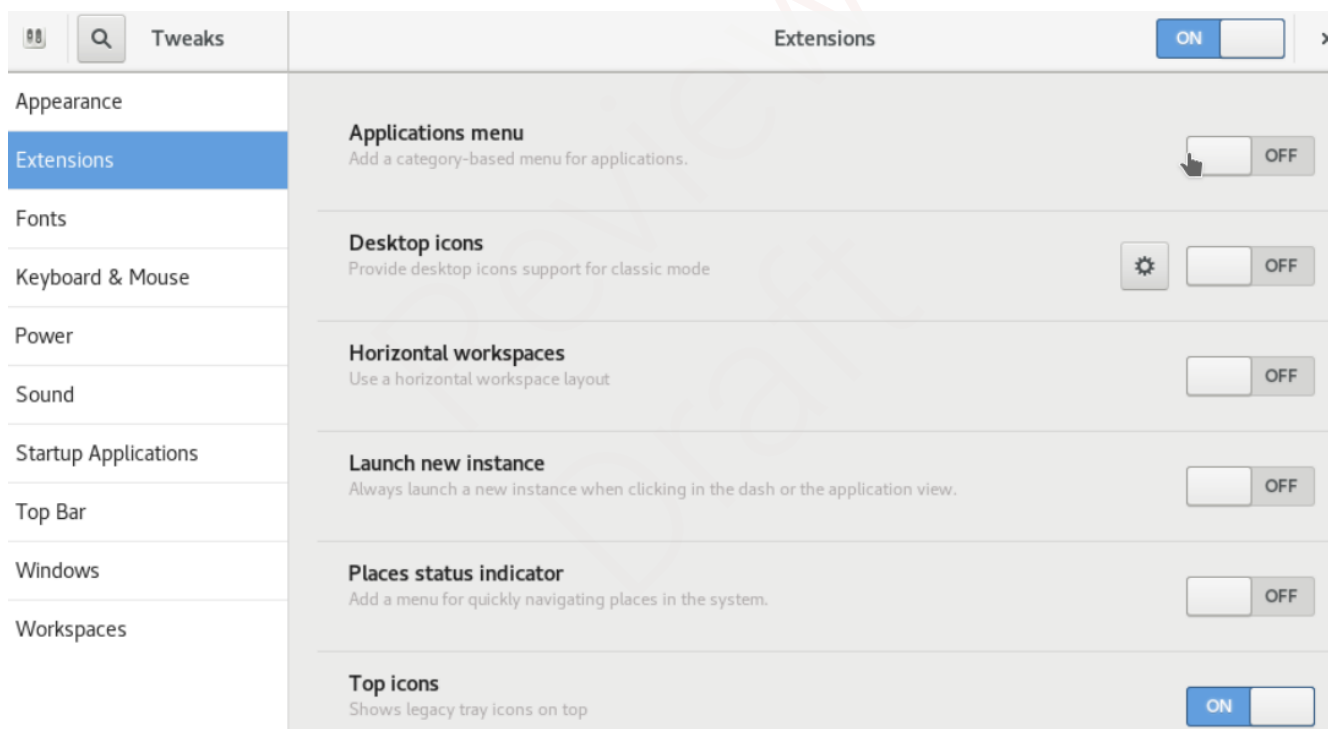 Tweaks
Extensions
ON
Appearance
Extensions
Fonts
Keyboard & Mouse
Power
Sound
Startup Applications
Top Bar
Windows
Workspaces
Applications menu
Add a category-based menu for applications.
OFF
Desktop icons
Provide desktop icons support for classic mode
OFF
Horizontal workspaces
Use a horizontal workspace layout
OFF
Launch new instance
Always launch a new instance when clicking in the dash or the application view.
OFF
Places status indicator
Add a menu for quickly navigating places in the system.
OFF
Top icons
Shows legacy tray icons on top
ON
Draft